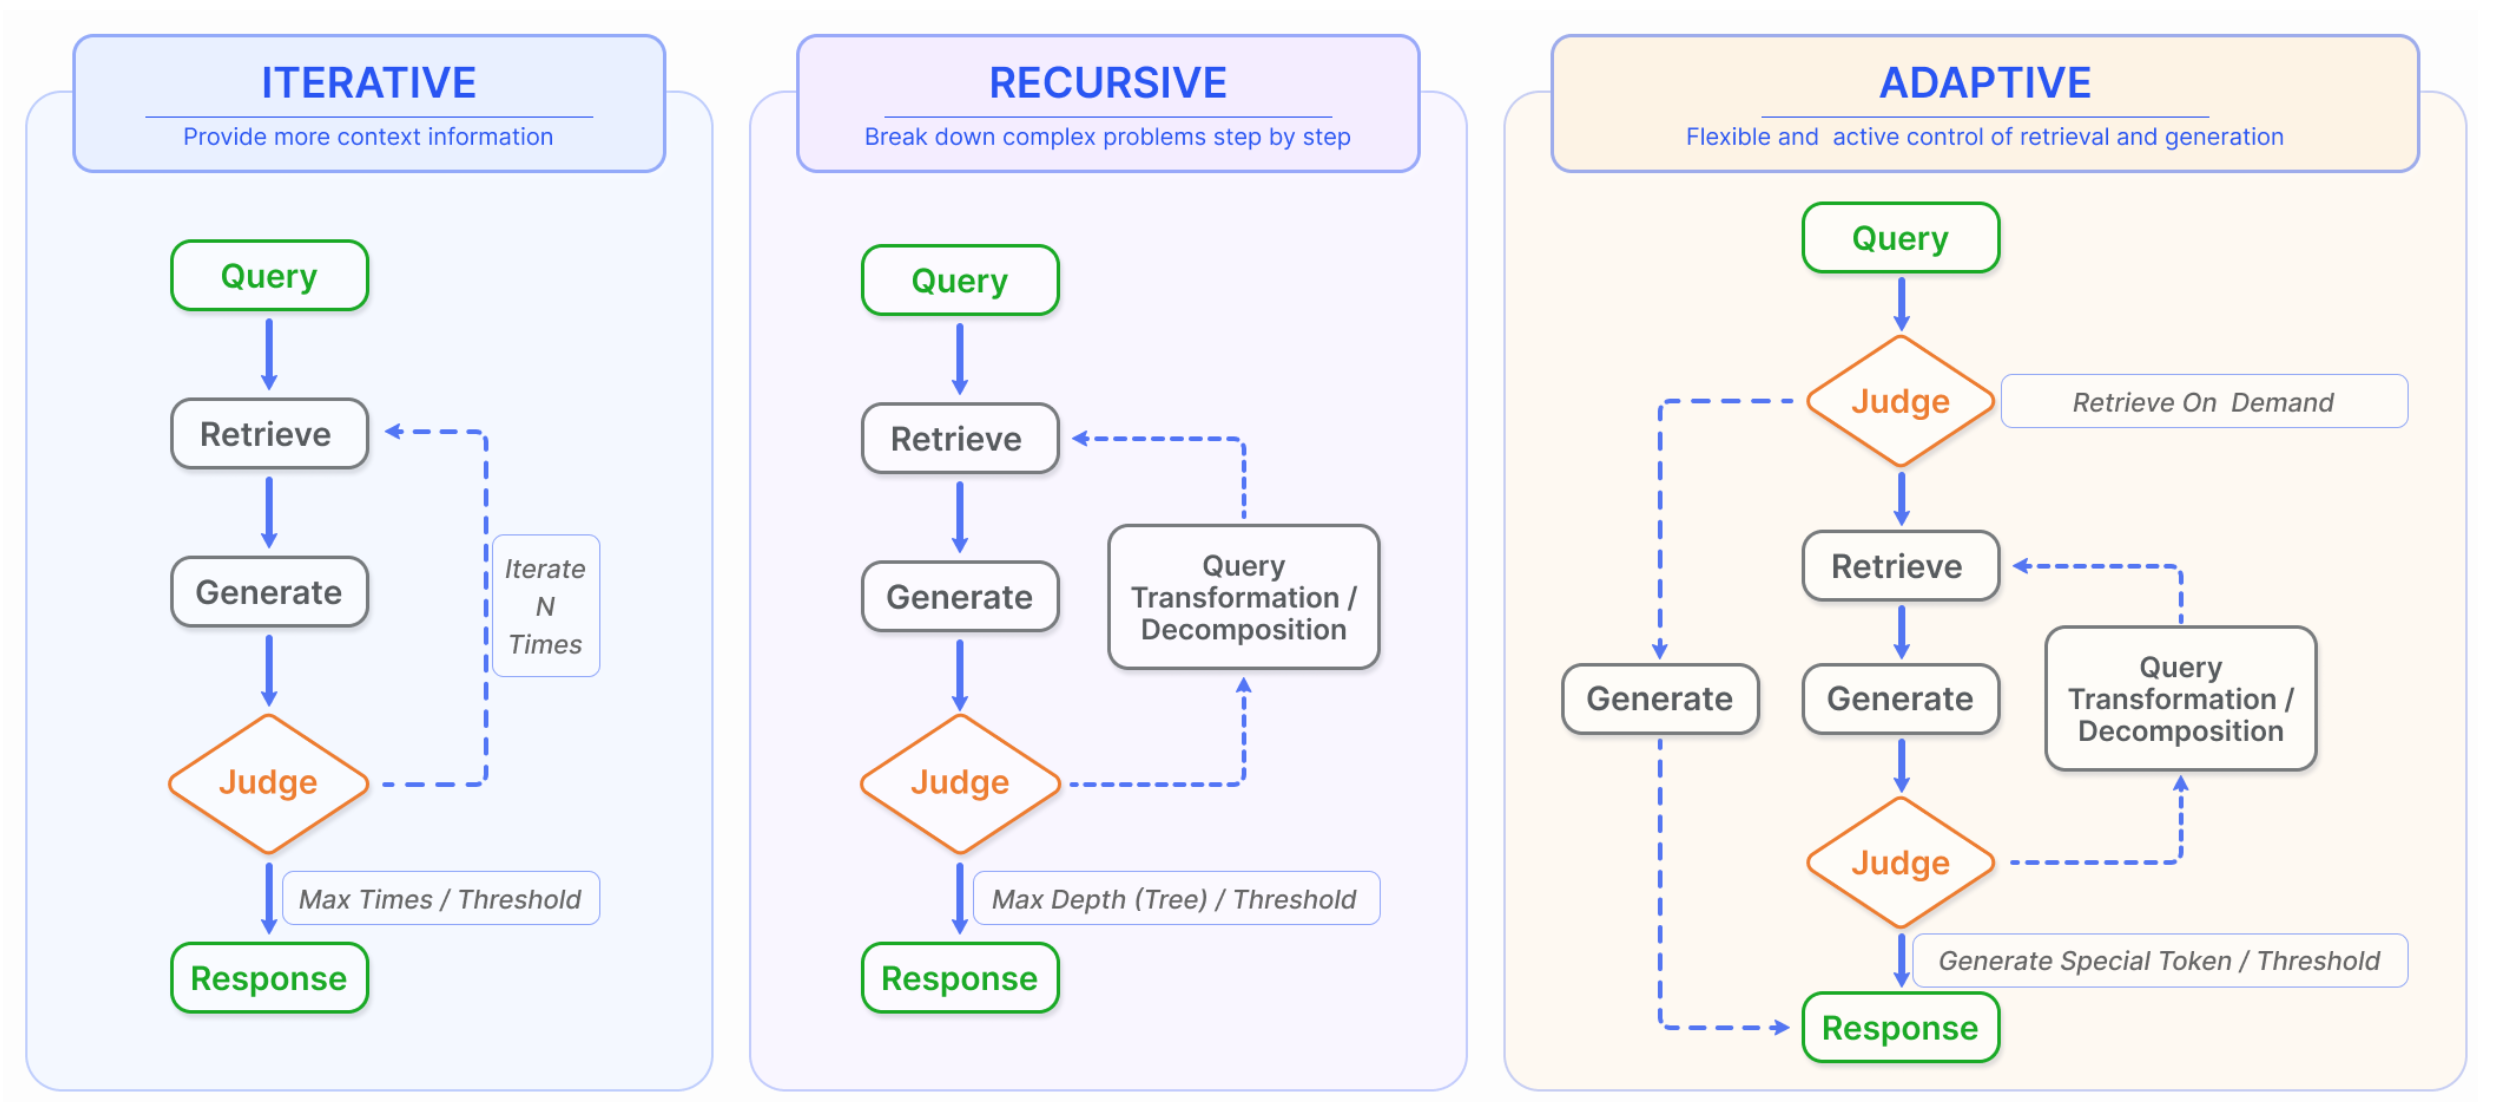 ITERATIVE
Provide more context information
Query
Retrieve
Generate
Iterate
N
Times
Judge
Max Times / Threshold
Response
RECURSIVE
Break down complex problems step by step
Query
Retrieve
Generate
Query
Transformation /
Decomposition
Judge
Max Depth (Tree) / Threshold
Response
ADAPTIVE
Flexible and  active control of retrieval and generation
Query
Judge
Retrieve On  Demand
Retrieve
Generate
Generate
Query
Transformation /
Decomposition
Judge
Generate Special Token / Threshold
Response